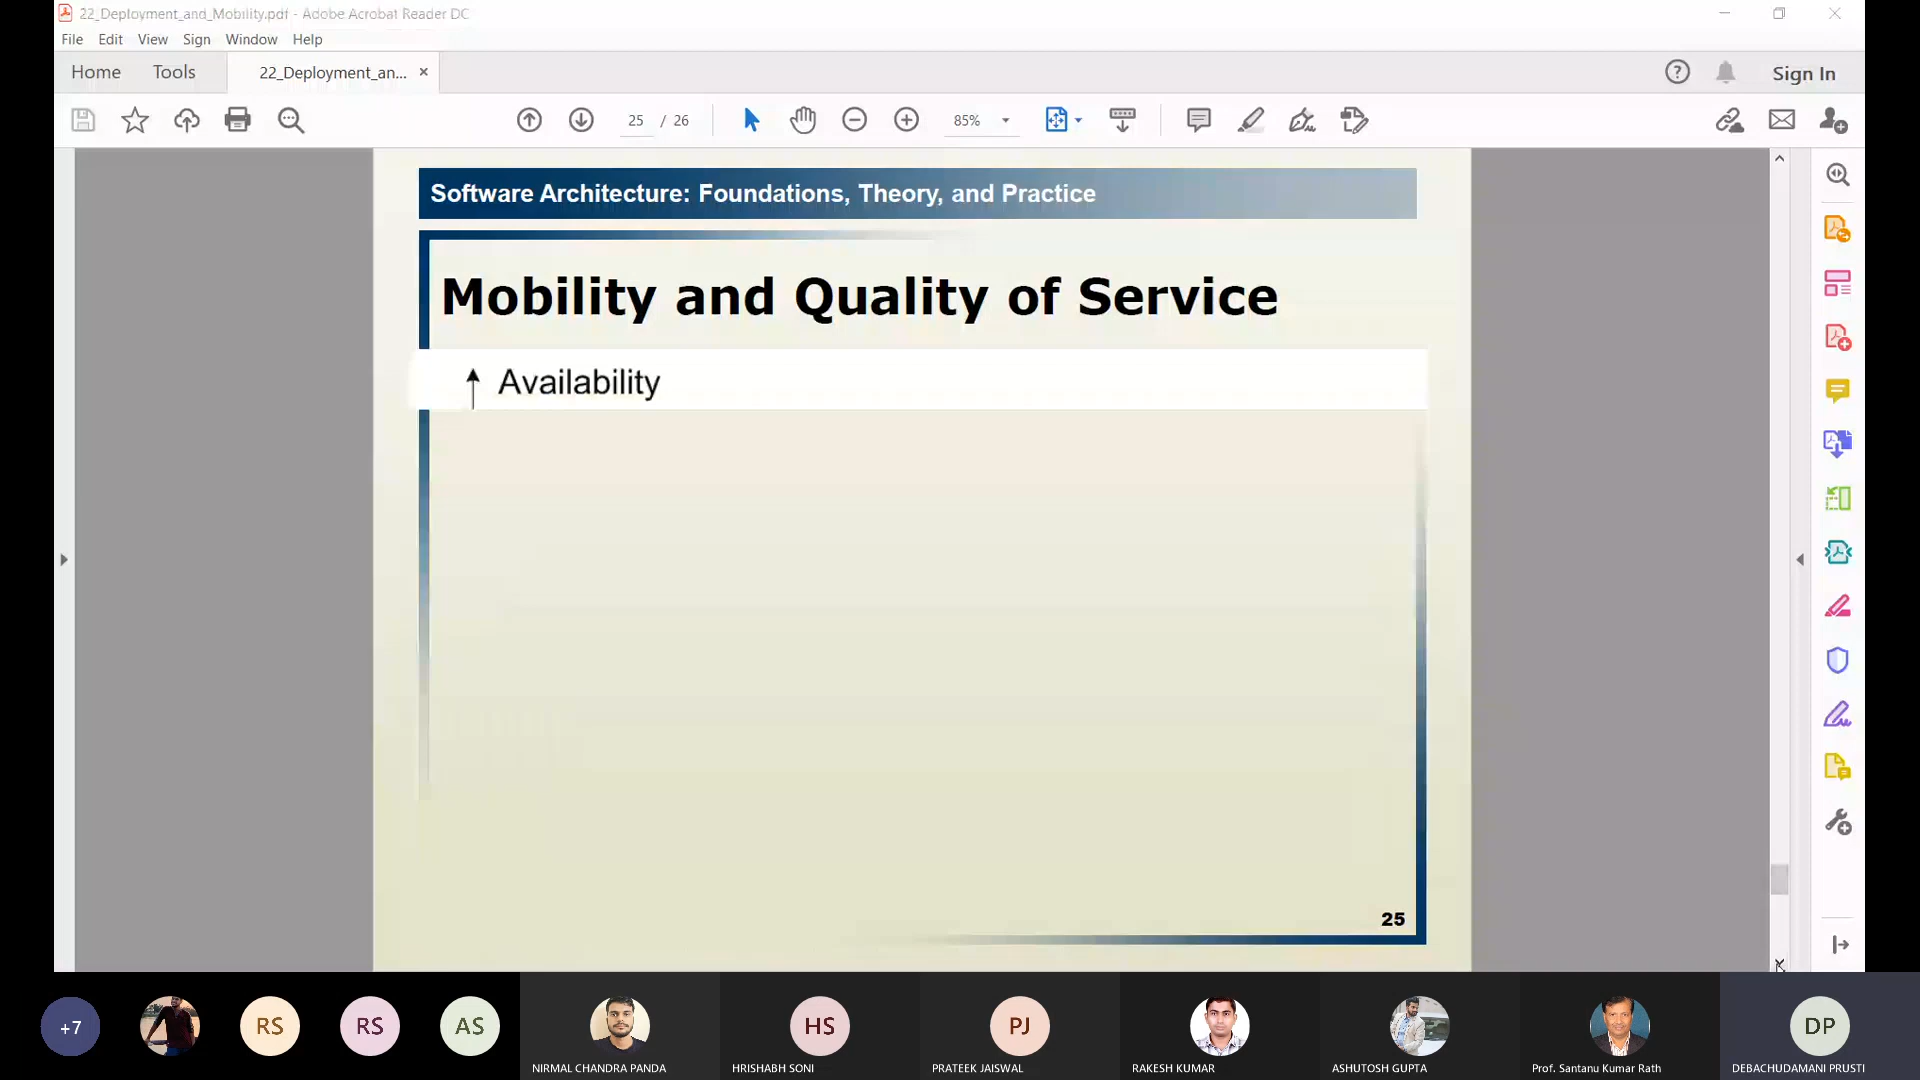 22_Deployment_and_Mobility.pdf - Adobe Acrobat Reader DC
File Edit View Sign Window Help
Home Tools 22_Deployment_an... × Sign In
25 / 26 85%
Software Architecture: Foundations, Theory, and Practice
Mobility and Quality of Service
↑ Availability
25
+7 RS RS AS HS PJ DP
NIRMAL CHANDRA PANDA HRISHABH SONI PRATEEK JAISWAL RAKESH KUMAR ASHUTOSH GUPTA Prof. Santanu Kumar Rath DEBACHUDAMANI PRUSTI